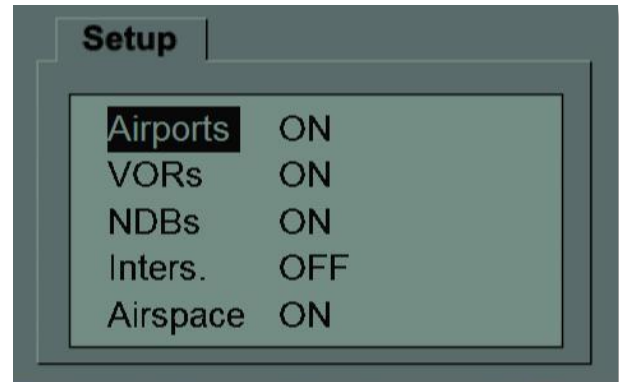 Setup
Airports ON
VORs ON
NDBs ON
Inters. OFF
Airspace ON